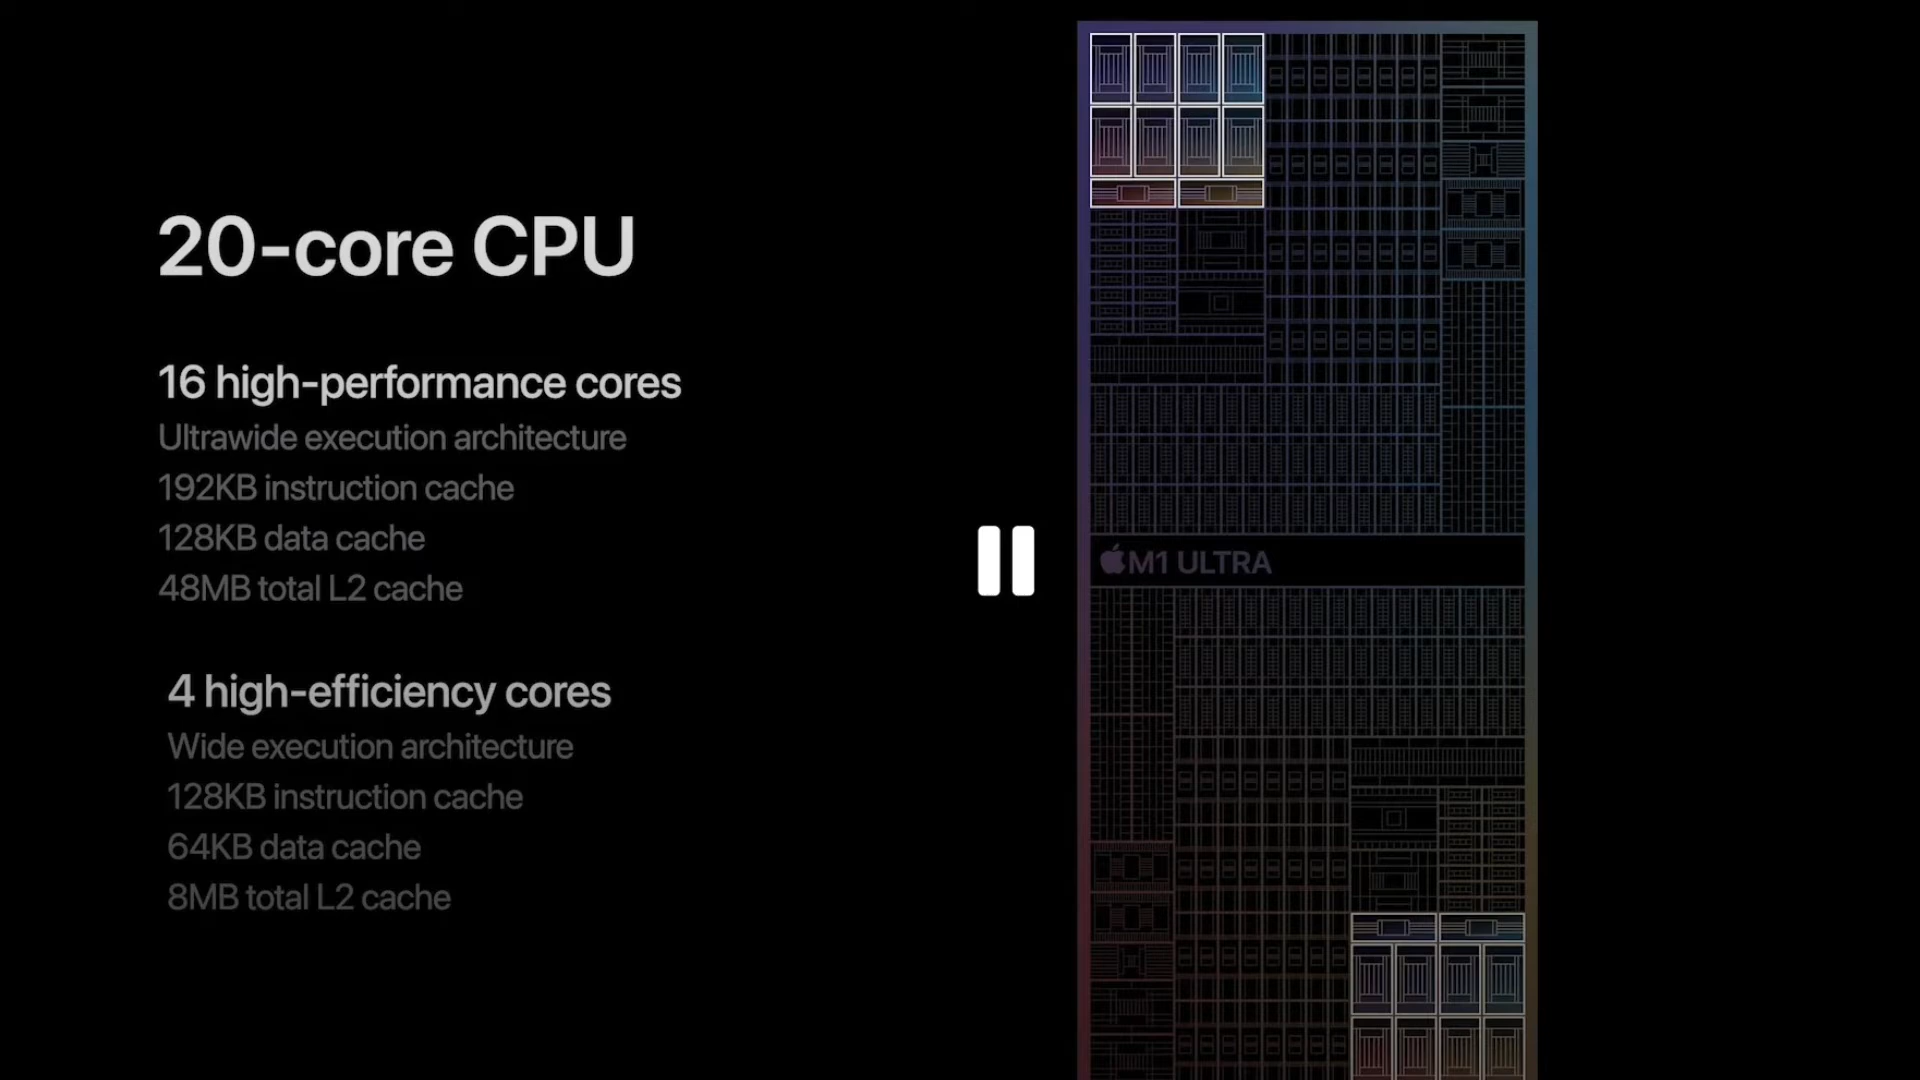 20-core CPU
16 high-performance cores
Ultrawide execution architecture
192KB instruction cache
128KB data cache
48MB total L2 cache
4 high-efficiency cores
Wide execution architecture
128KB instruction cache
64KB data cache
8MB total L2 cache
M1 ULTRA